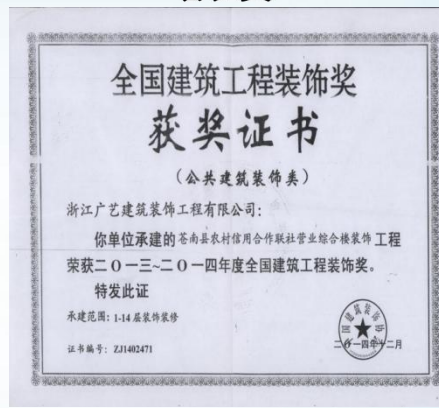 全国建筑工程装饰奖
获奖证书
(公共建筑装饰类)
浙江广艺建筑装饰工程有限公司:
你单位承建的苍南县农村信用合作联社营业综合楼装饰工程
荣获二O一三~二O一四年度全国建筑工程装饰奖。
特发此证
承建范围: 1-14 层装饰装修
证书编号: ZJ1402471
二O一四年十二月